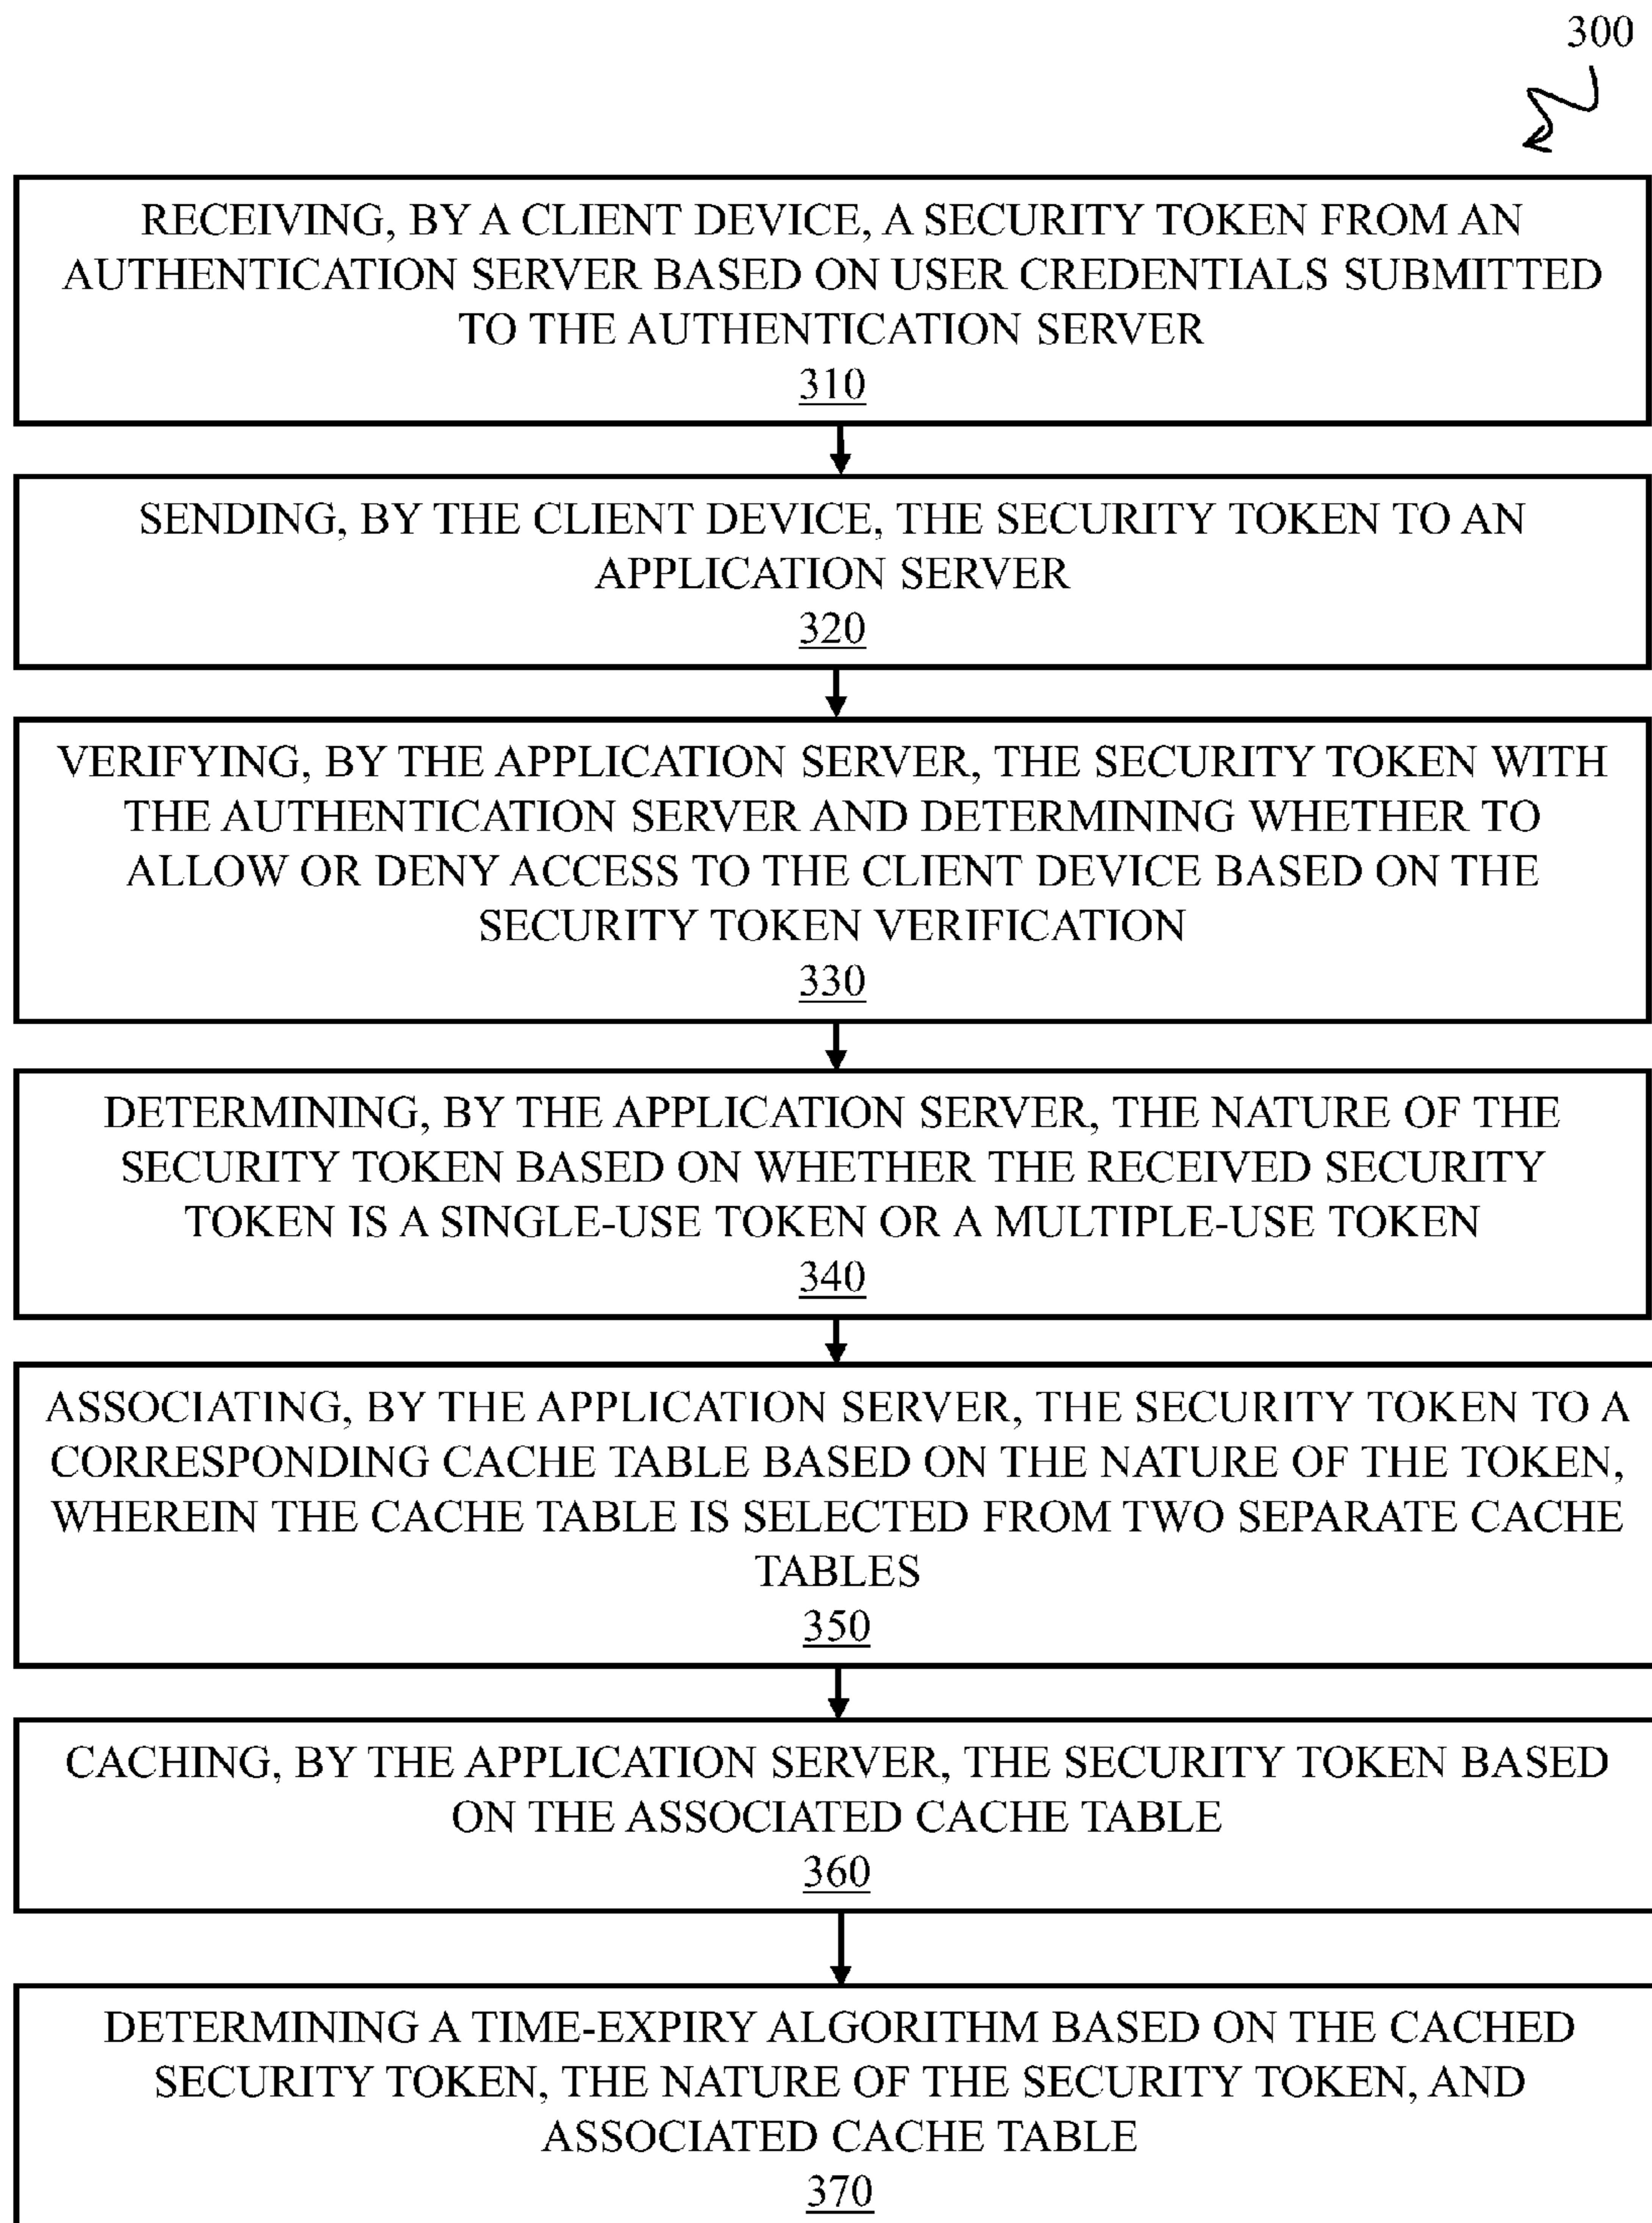 300
RECEIVING, BY A CLIENT DEVICE, A SECURITY TOKEN FROM AN
AUTHENTICATION SERVER BASED ON USER CREDENTIALS SUBMITTED
TO THE AUTHENTICATION SERVER
310
SENDING, BY THE CLIENT DEVICE, THE SECURITY TOKEN TO AN
APPLICATION SERVER
320
VERIFYING, BY THE APPLICATION SERVER, THE SECURITY TOKEN WITH
THE AUTHENTICATION SERVER AND DETERMINING WHETHER TO
ALLOW OR DENY ACCESS TO THE CLIENT DEVICE BASED ON THE
SECURITY TOKEN VERIFICATION
330
DETERMINING, BY THE APPLICATION SERVER, THE NATURE OF THE
SECURITY TOKEN BASED ON WHETHER THE RECEIVED SECURITY
TOKEN IS A SINGLE-USE TOKEN OR A MULTIPLE-USE TOKEN
340
ASSOCIATING, BY THE APPLICATION SERVER, THE SECURITY TOKEN TO A
CORRESPONDING CACHE TABLE BASED ON THE NATURE OF THE TOKEN,
WHEREIN THE CACHE TABLE IS SELECTED FROM TWO SEPARATE CACHE
TABLES
350
CACHING, BY THE APPLICATION SERVER, THE SECURITY TOKEN BASED
ON THE ASSOCIATED CACHE TABLE
360
DETERMINING A TIME-EXPIRY ALGORITHM BASED ON THE CACHED
SECURITY TOKEN, THE NATURE OF THE SECURITY TOKEN, AND
ASSOCIATED CACHE TABLE
370